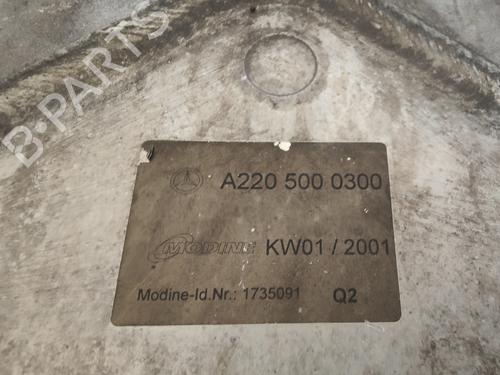 B-PARTS
A220 500 0300
MODINE KW01 / 2001
Modine-Id.Nr.: 1735091 Q2